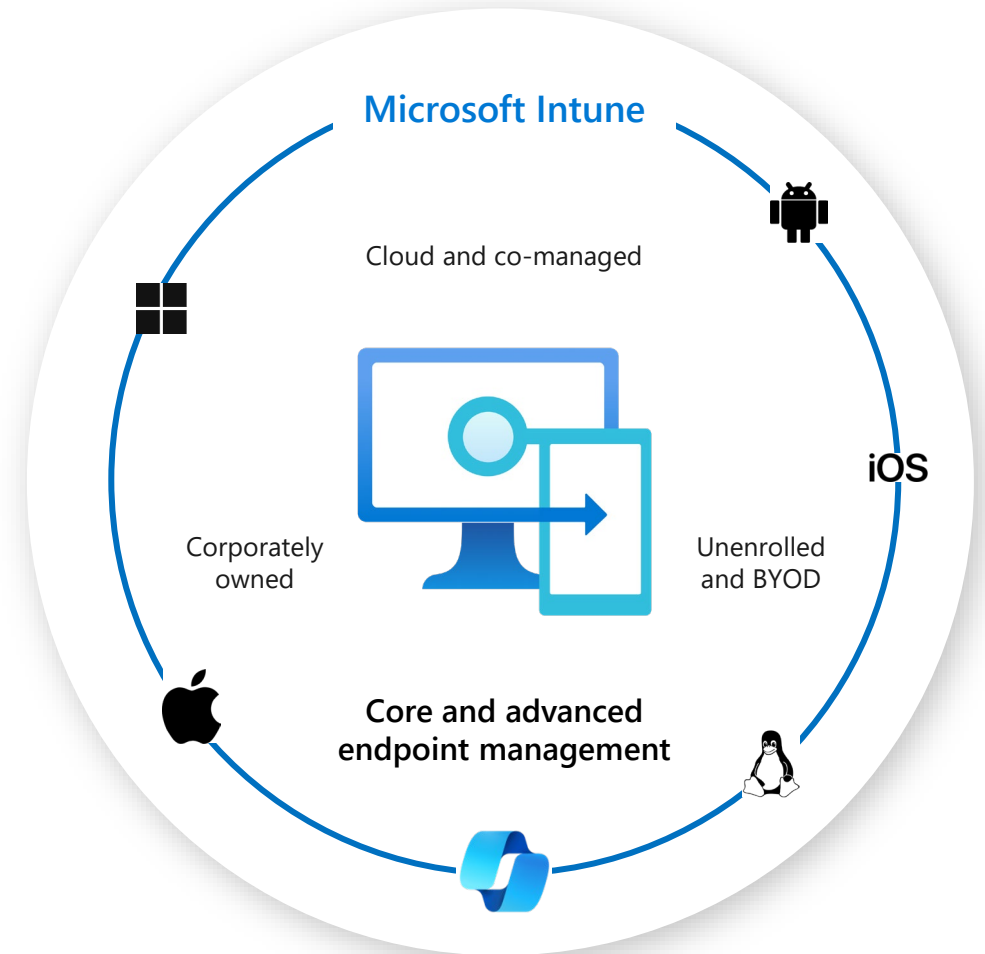 Microsoft Intune
Cloud and co-managed
iOS
Corporately
owned
Unenrolled
and BYOD
Core and advanced
endpoint management